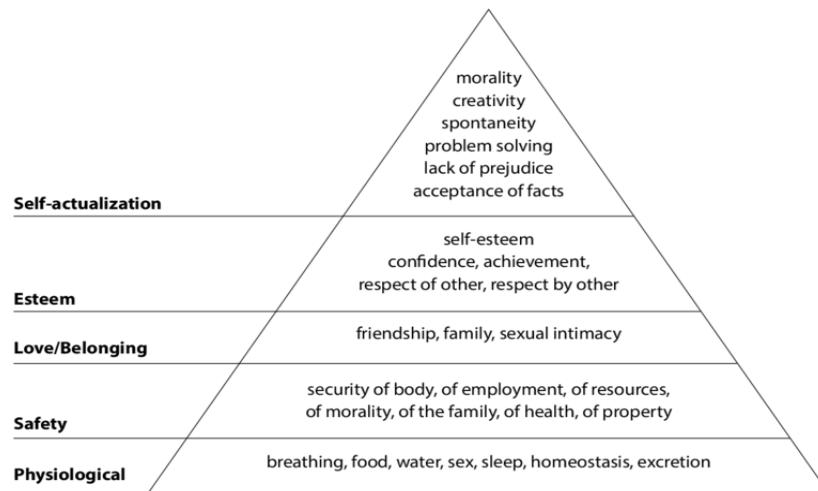 morality
creativity
spontaneity
problem solving
lack of prejudice
acceptance of facts
Self-actualization
self-esteem
confidence, achievement,
respect of other, respect by other
Esteem
friendship, family, sexual intimacy
Love/Belonging
security of body, of employment, of resources,
of morality, of the family, of health, of property
Safety
breathing, food, water, sex, sleep, homeostasis, excretion
Physiological